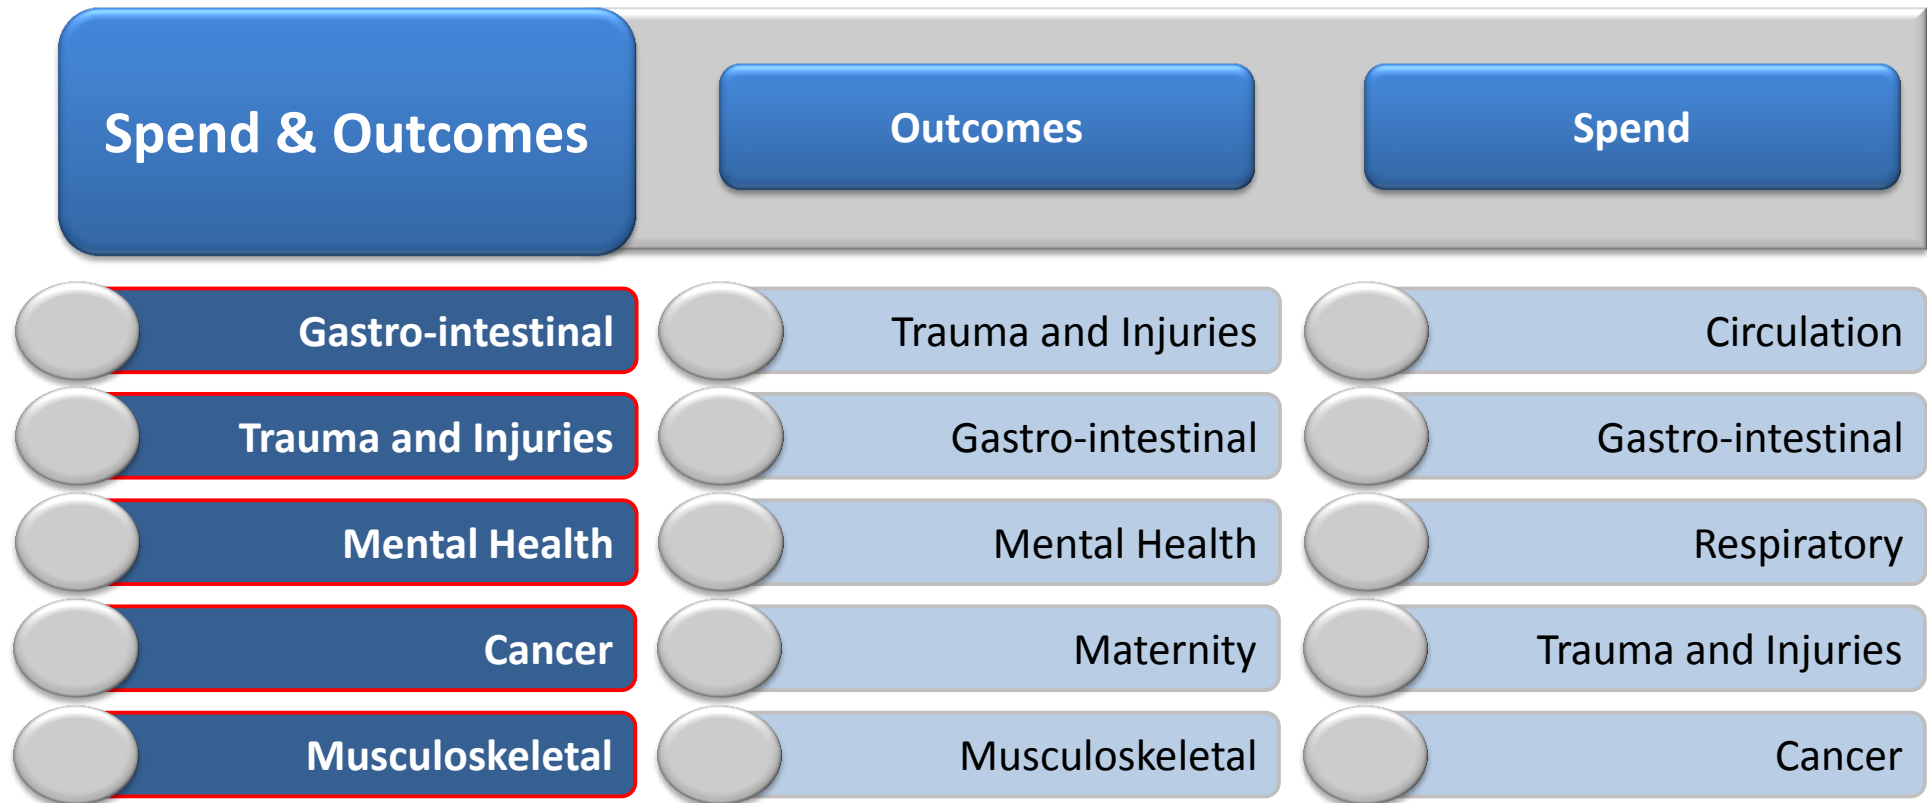 Spend & Outcomes
Outcomes
Spend
Gastro-intestinal
Trauma and Injuries
Mental Health
Cancer
Musculoskeletal
Trauma and Injuries
Gastro-intestinal
Mental Health
Maternity
Musculoskeletal
Circulation
Gastro-intestinal
Respiratory
Trauma and Injuries
Cancer